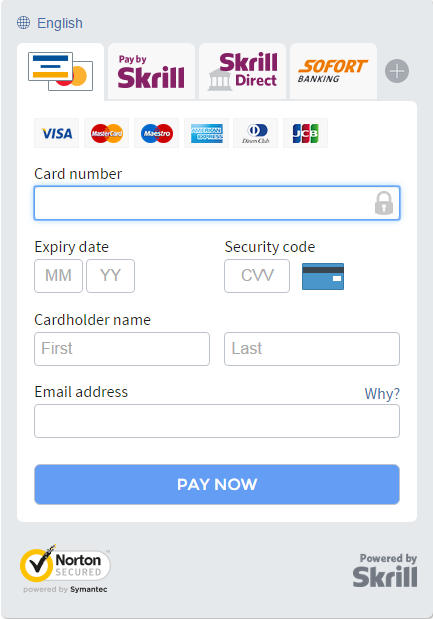 English
Pay by
Skrill
Skrill
Direct
SOFORT
BANKING
VISA
MasterCard
Maestro
AMERICAN
EXPRESS
Diners Club
JCB
Card number
Expiry date
Security code
MM
YY
CVV
Cardholder name
First
Last
Email address
Why?
PAY NOW
Norton
SECURED
powered by Symantec
Powered by
Skrill